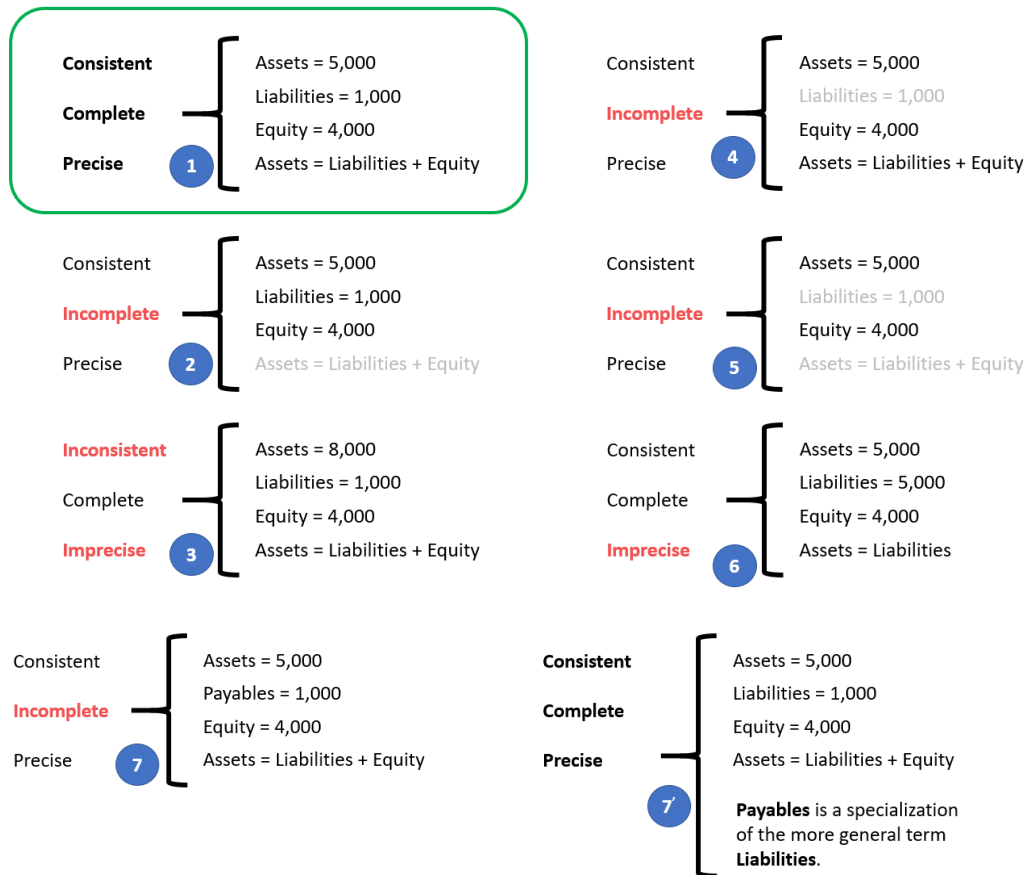 Consistent
Complete
Precise
1
Assets = 5,000
Liabilities = 1,000
Equity = 4,000
Assets = Liabilities + Equity
Consistent
Incomplete
Precise
4
Assets = 5,000
Liabilities = 1,000
Equity = 4,000
Assets = Liabilities + Equity
Consistent
Incomplete
Precise
2
Assets = 5,000
Liabilities = 1,000
Equity = 4,000
Assets = Liabilities + Equity
Consistent
Incomplete
Precise
5
Assets = 5,000
Liabilities = 1,000
Equity = 4,000
Assets = Liabilities + Equity
Inconsistent
Complete
Imprecise
3
Assets = 8,000
Liabilities = 1,000
Equity = 4,000
Assets = Liabilities + Equity
Consistent
Complete
Imprecise
6
Assets = 5,000
Liabilities = 5,000
Equity = 4,000
Assets = Liabilities
Consistent
Incomplete
Precise
7
Assets = 5,000
Payables = 1,000
Equity = 4,000
Assets = Liabilities + Equity
Consistent
Complete
Precise
7′
Assets = 5,000
Liabilities = 1,000
Equity = 4,000
Assets = Liabilities + Equity
Payables is a specialization
of the more general term
Liabilities.